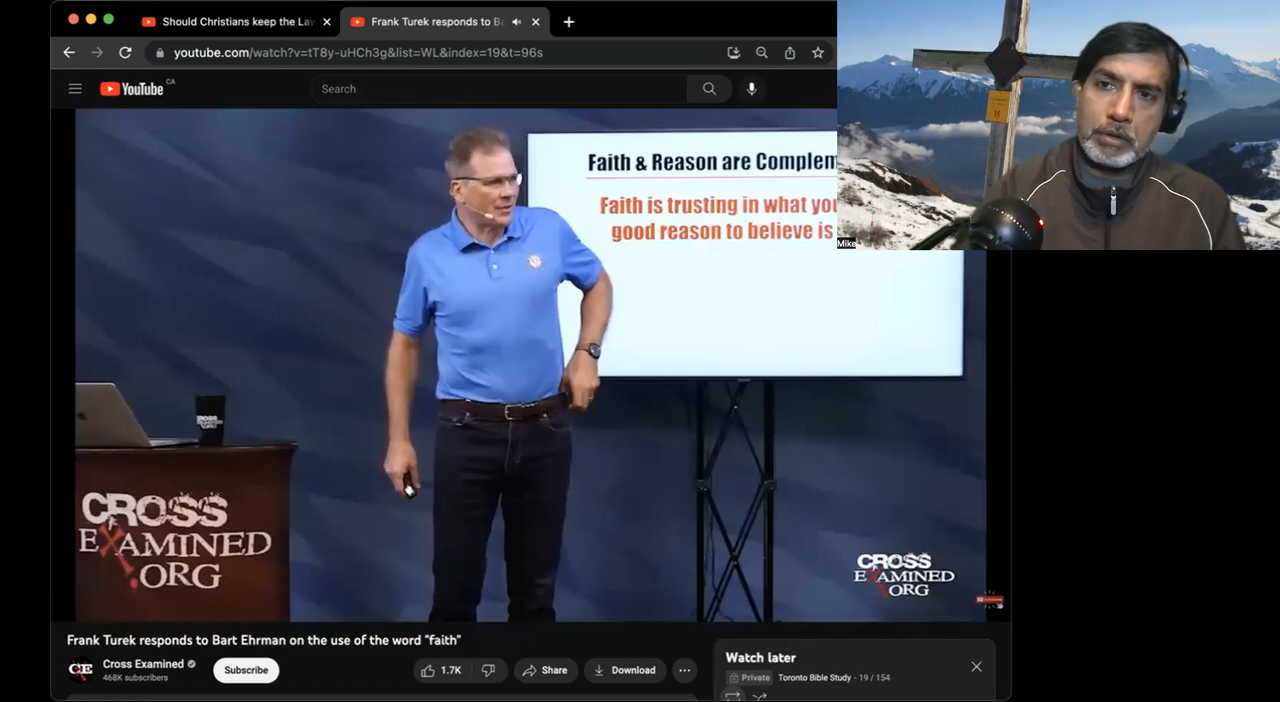 Should Christians keep the La
Frank Turek responds to B
youtube.com/watch?v=tT8y-uHCh3g&list=WL&index=19&t=96s
YouTube
CA
Search
Faith & Reason are Complem
Faith is trusting in what you
good reason to believe is
Mike
CROSS
EXAMINED
.ORG
CROSS
EXAMINED
.ORG
Frank Turek responds to Bart Ehrman on the use of the word "faith"
Cross Examined
468K subscribers
Subscribe
1.7K
Share
Download
Watch later
Private
Toronto Bible Study - 19 / 154